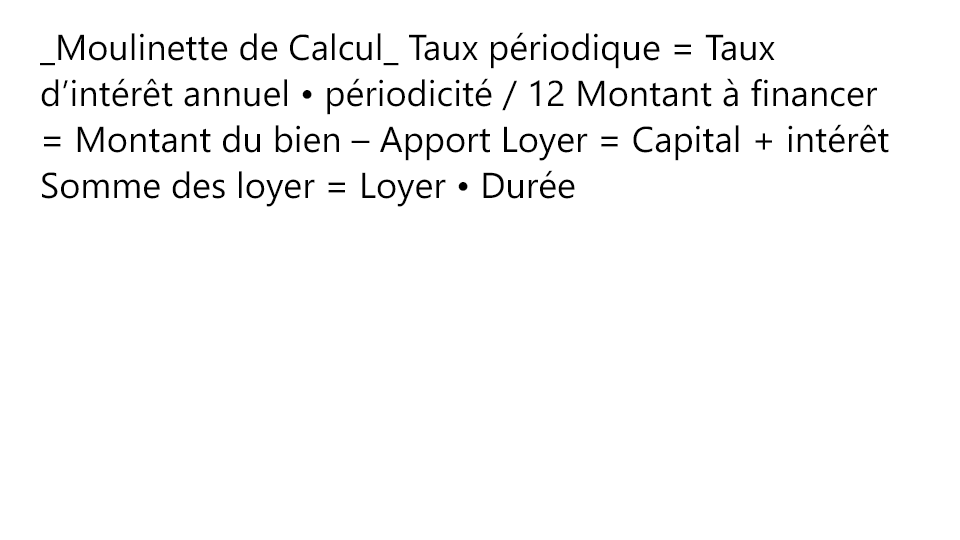 _Moulinette de Calcul_ Taux périodique = Taux
d’intérêt annuel • périodicité / 12 Montant à financer
= Montant du bien – Apport Loyer = Capital + intérêt
Somme des loyer = Loyer • Durée